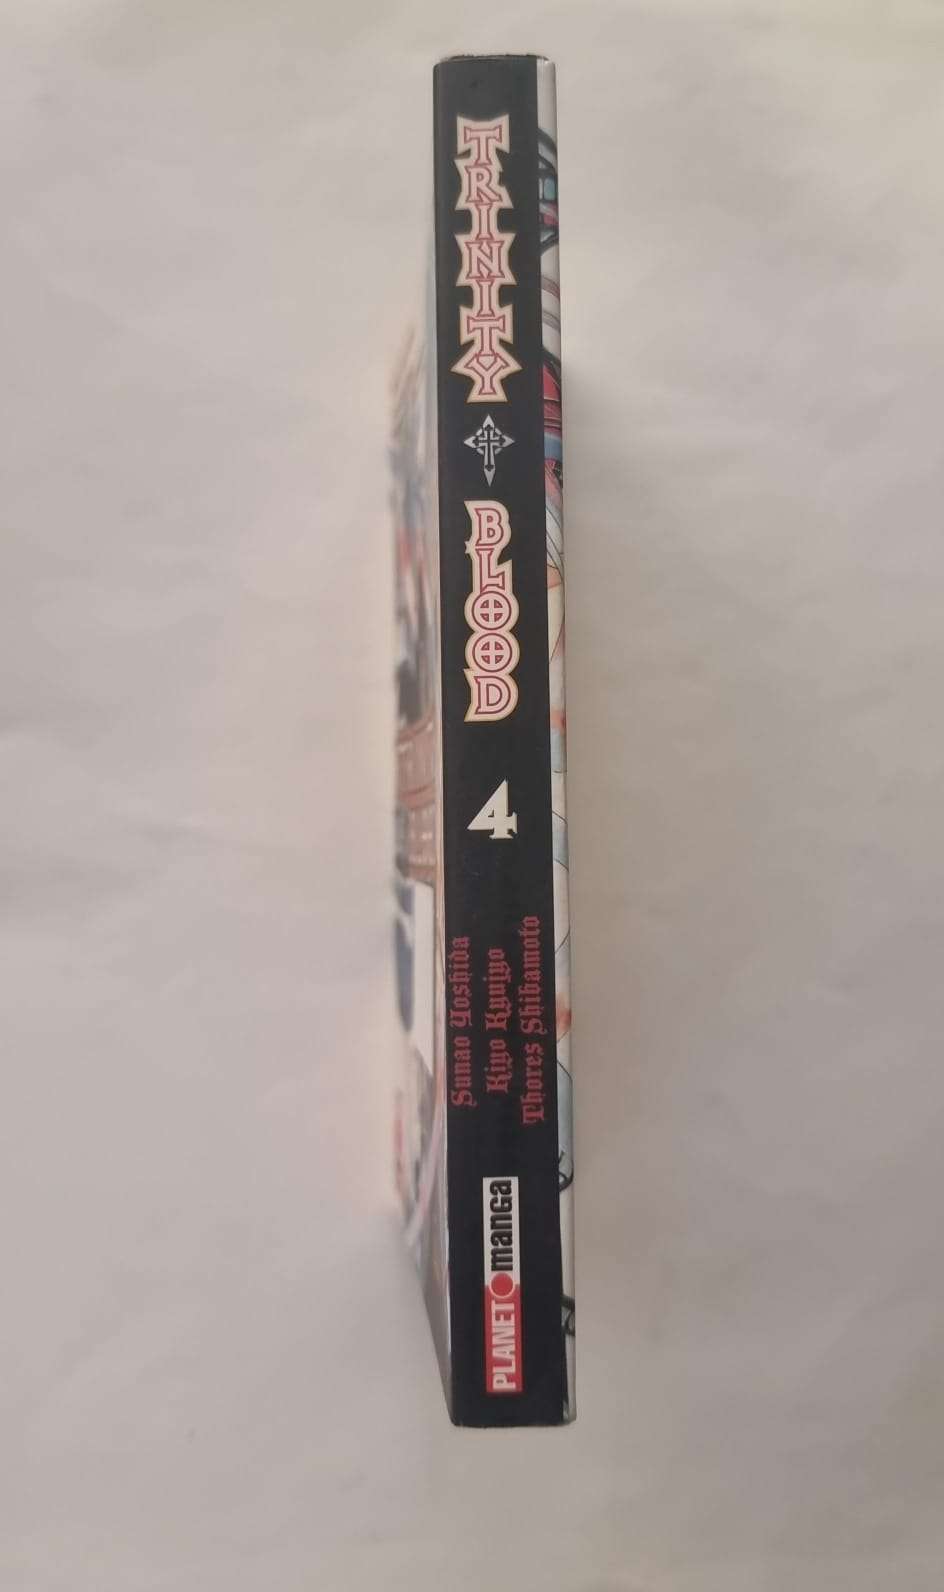 TRINITY
BLOOD
4
Sunao Yoshida
Kiyo Kyujyo
Thores Shibamoto
PLANET manga